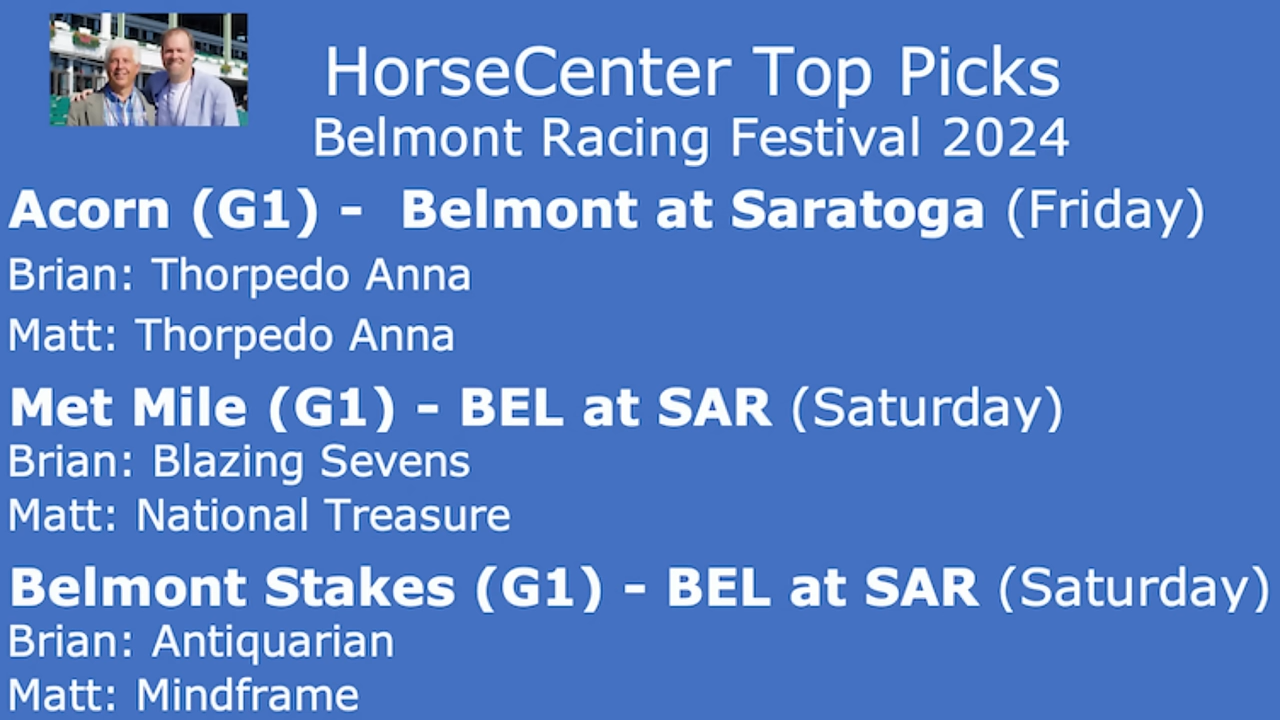 HorseCenter Top Picks
Belmont Racing Festival 2024
Acorn (G1) - Belmont at Saratoga (Friday)
Brian: Thorpedo Anna
Matt: Thorpedo Anna
Met Mile (G1) - BEL at SAR (Saturday)
Brian: Blazing Sevens
Matt: National Treasure
Belmont Stakes (G1) - BEL at SAR (Saturday)
Brian: Antiquarian
Matt: Mindframe